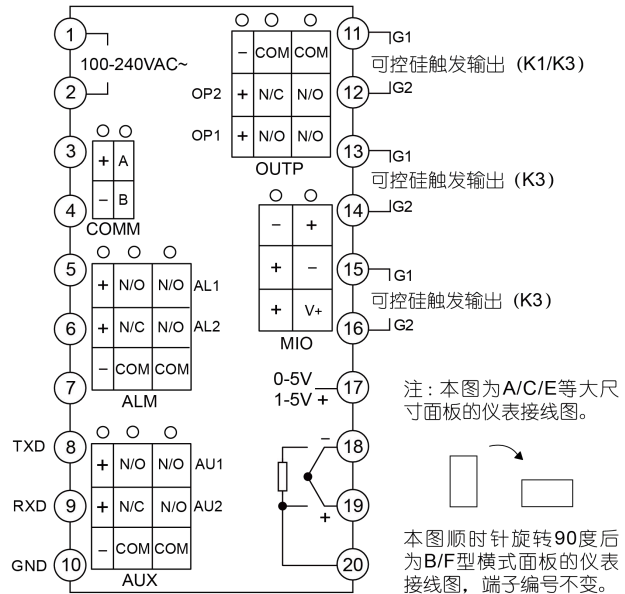 1
100-240VAC~
2
3
+ A
− B
COMM
4
5
+ N/O N/O AL1
6
+ N/C N/O AL2
− COM COM
7
ALM
TXD 8
+ N/O N/O AU1
RXD 9
+ N/C N/O AU2
− COM COM
GND 10
AUX
− COM COM
OP2 + N/C N/O
OP1 + N/O N/O
OUTP
− +
+ −
+ V+
MIO
11 G1
可控硅触发输出 (K1/K3)
12 G2
13 G1
可控硅触发输出 (K3)
14 G2
15 G1
可控硅触发输出 (K3)
16 G2
0-5V
1-5V + 17
− 18
+ 19
20
注：本图为A/C/E等大尺
寸面板的仪表接线图。
本图顺时针旋转90度后
为B/F型横式面板的仪表
接线图，端子编号不变。